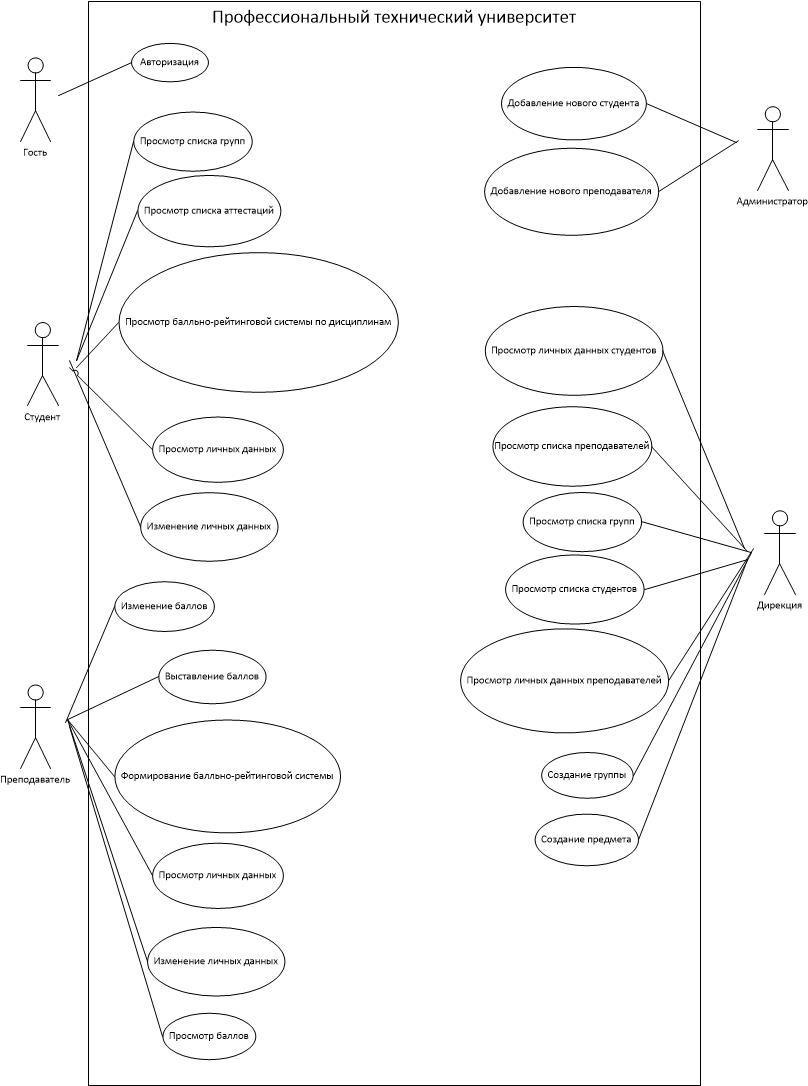 Профессиональный технический университет
Авторизация
Гость
Просмотр списка групп
Просмотр списка аттестаций
Просмотр балльно-рейтинговой системы по дисциплинам
Студент
Просмотр личных данных
Изменение личных данных
Изменение баллов
Выставление баллов
Преподаватель
Формирование балльно-рейтинговой системы
Просмотр личных данных
Изменение личных данных
Просмотр баллов
Добавление нового студента
Добавление нового преподавателя
Администратор
Просмотр личных данных студентов
Просмотр списка преподавателей
Просмотр списка групп
Просмотр списка студентов
Дирекция
Просмотр личных данных преподавателей
Создание группы
Создание предмета